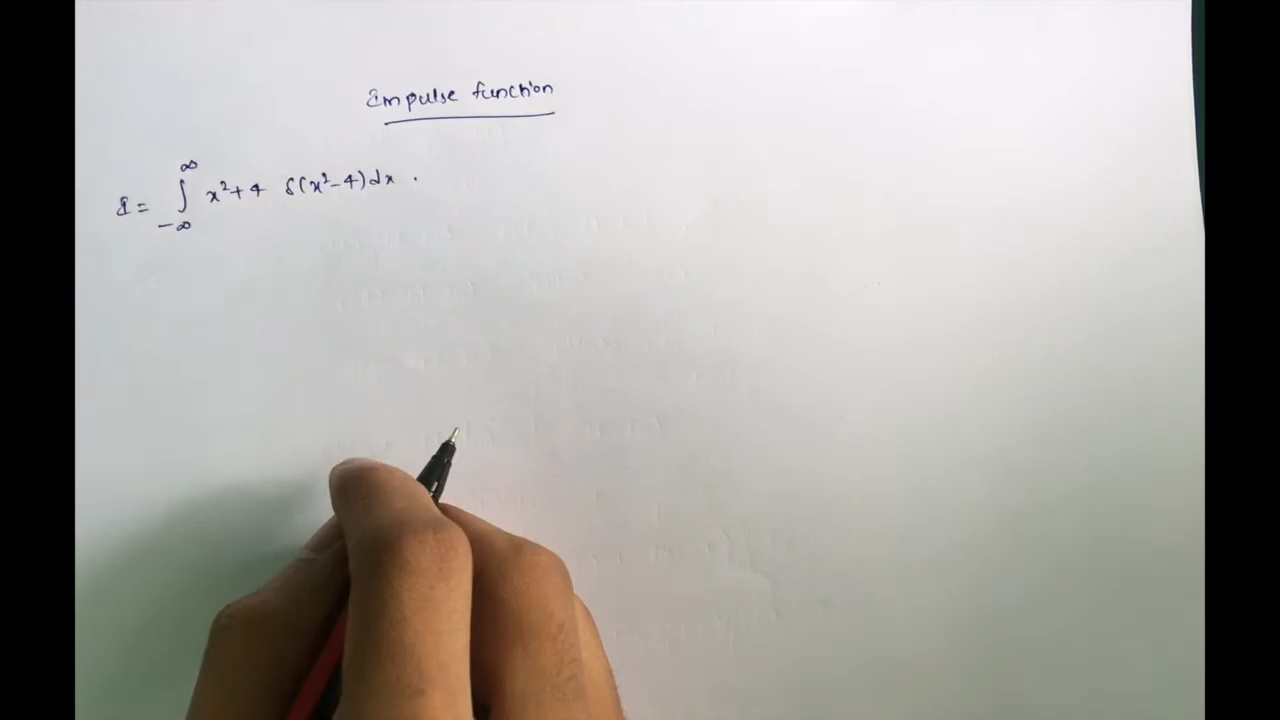 Impulse function
I = ∫_{-∞}^{∞} x²+4 δ(x²-4)dx .